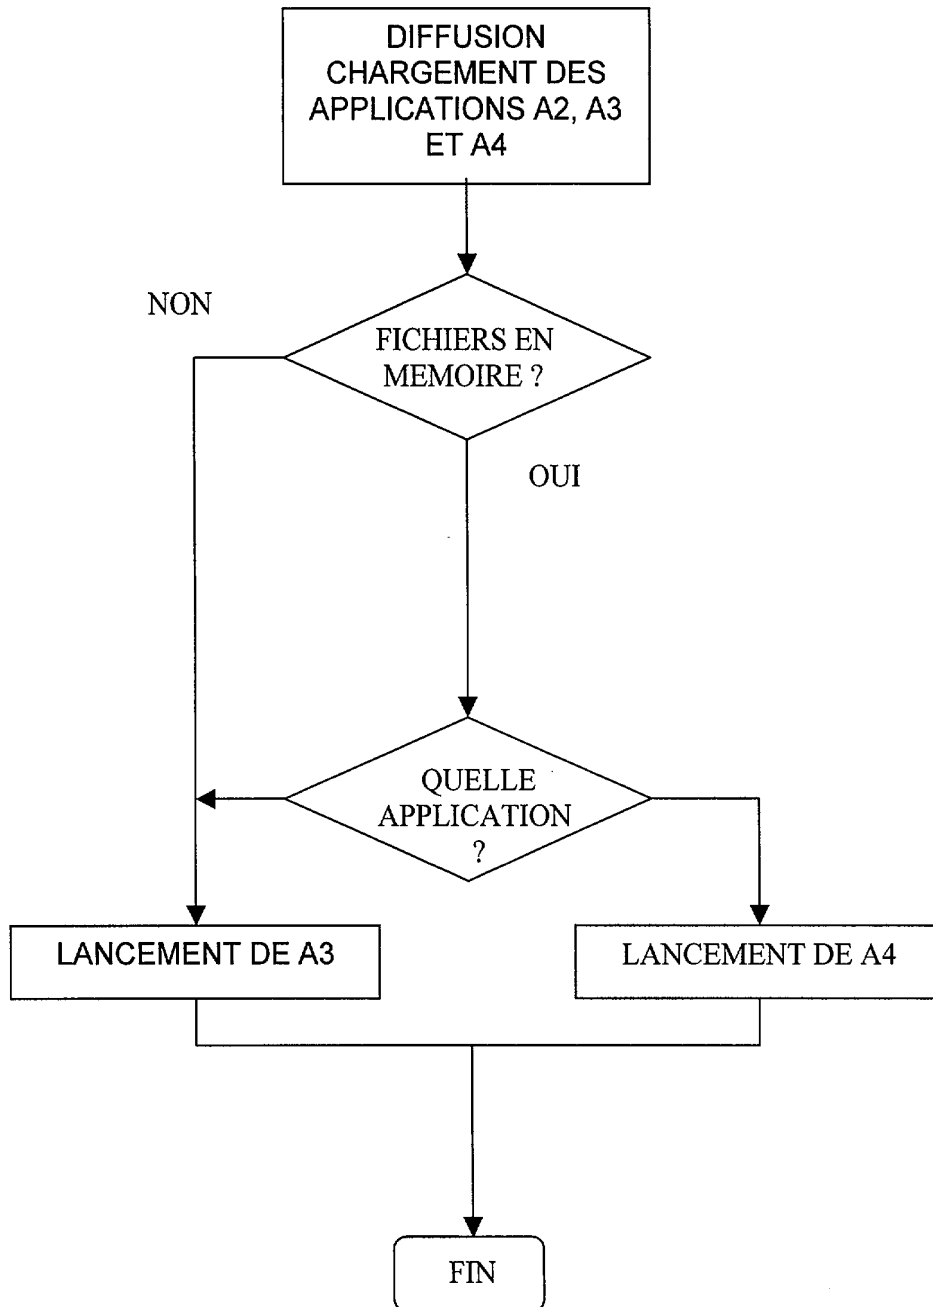 DIFFUSION
CHARGEMENT DES
APPLICATIONS A2, A3
ET A4
NON
FICHIERS EN
MEMOIRE ?
OUI
QUELLE
APPLICATION
?
LANCEMENT DE A3
LANCEMENT DE A4
FIN